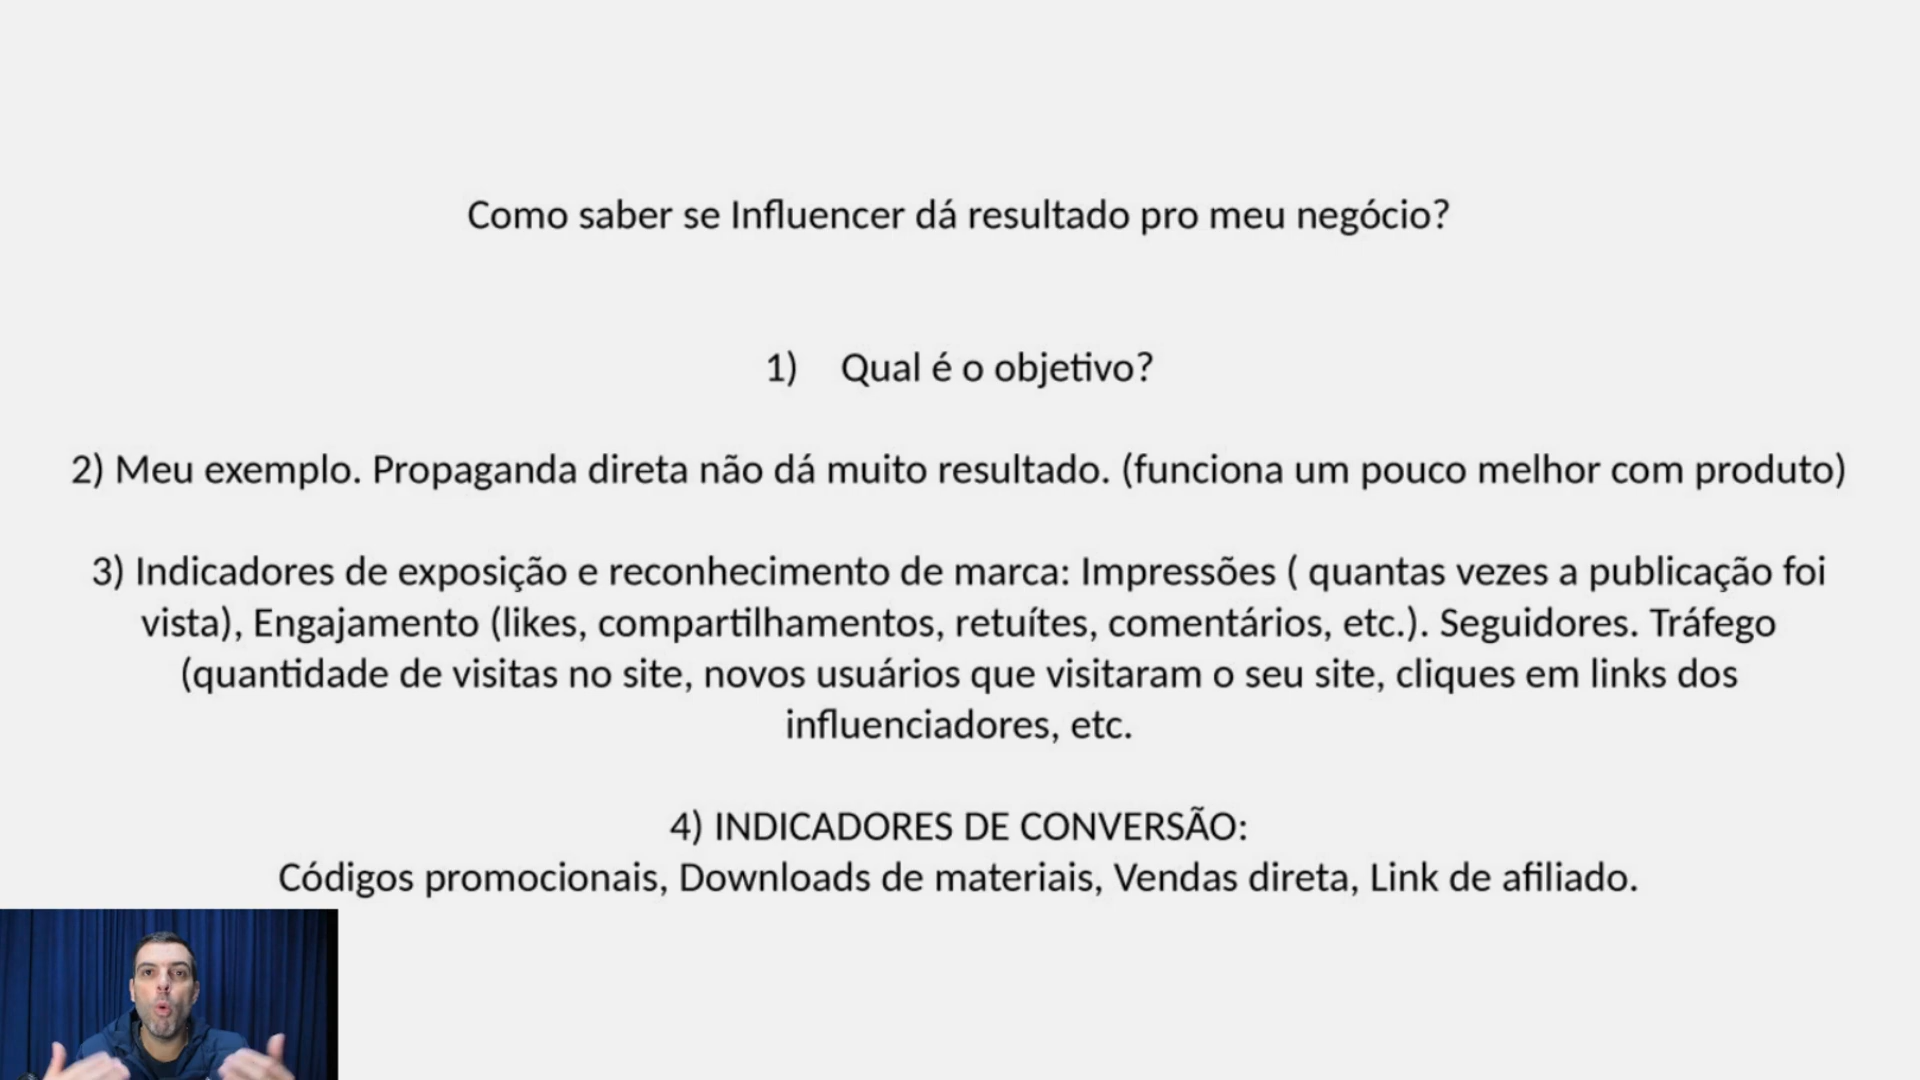 Como saber se Influencer dá resultado pro meu negócio?
1) Qual é o objetivo?
2) Meu exemplo. Propaganda direta não dá muito resultado. (funciona um pouco melhor com produto)
3) Indicadores de exposição e reconhecimento de marca: Impressões ( quantas vezes a publicação foi
vista), Engajamento (likes, compartilhamentos, retuítes, comentários, etc.). Seguidores. Tráfego
(quantidade de visitas no site, novos usuários que visitaram o seu site, cliques em links dos
influenciadores, etc.
4) INDICADORES DE CONVERSÃO:
Códigos promocionais, Downloads de materiais, Vendas direta, Link de afiliado.